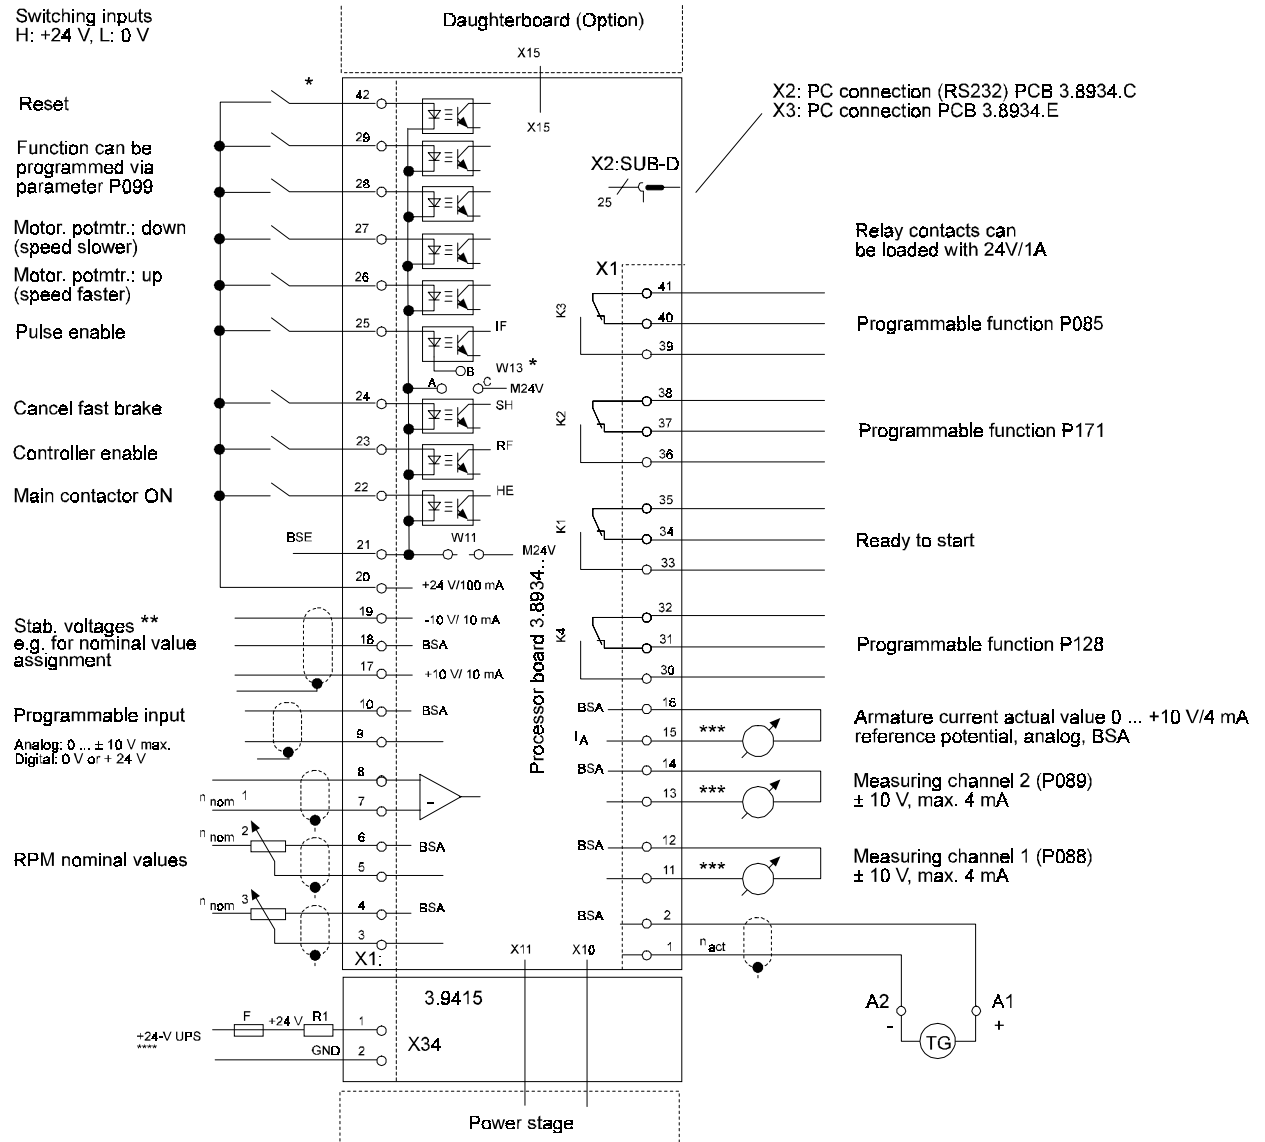 Switching inputs
H: +24 V, L: 0 V
Daughterboard (Option)
X15
X15
X2: PC connection (RS232) PCB 3.8934.C
X3: PC connection PCB 3.8934.E
X2:SUB-D
25
Relay contacts can
be loaded with 24V/1A
*
Reset
42
Function can be
programmed via
parameter P099
29
28
Motor. potmtr.: down
(speed slower)
27
Motor. potmtr.: up
(speed faster)
26
Pulse enable
25
IF
W13 *
A
B
C
M24V
Cancel fast brake
24
SH
Controller enable
23
RF
Main contactor ON
22
HE
BSE
21
W11
M24V
20
+24 V/100 mA
Stab. voltages **
e.g. for nominal value
assignment
19
-10 V/ 10 mA
18
BSA
17
+10 V/ 10 mA
Programmable input
Analog: 0 ... ± 10 V max.
Digital: 0 V or + 24 V
10
BSA
9
8
n nom 1
7
-
n nom 2
6
BSA
5
RPM nominal values
n nom 3
4
BSA
3
X1:
Processor board 3.8934...
X1
K3
41
40
39
Programmable function P085
K2
38
37
36
Programmable function P171
K1
35
34
33
Ready to start
K4
32
31
30
Programmable function P128
BSA
16
IA
15
***
Armature current actual value 0 ... +10 V/4 mA
reference potential, analog, BSA
BSA
14
13
***
Measuring channel 2 (P089)
± 10 V, max. 4 mA
BSA
12
11
***
Measuring channel 1 (P088)
± 10 V, max. 4 mA
BSA
2
1
n act
X11
X10
A2
-
A1
+
TG
3.9415
X34
F
+24 V
R1
1
+24-V UPS
****
GND
2
Power stage